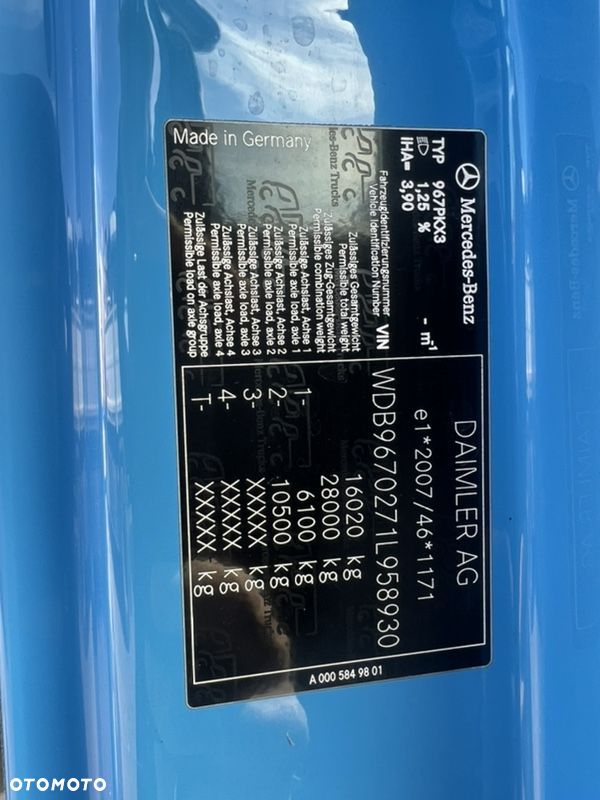 Mercedes-Benz
DAIMLER AG
TYP 967PKX3
1,25 %
- m¹
e1*2007/46*1171
IHA= 3,90
Fahrzeugidentifizierungsnummer
Vehicle Identification Number VIN WDB9670271L958930
Zulässiges Gesamtgewicht
Permissible total weight 16020 kg
Zulässiges Zug-Gesamtgewicht
Permissible combination weight 28000 kg
Zulässige Achslast, Achse 1
Permissible axle load, axle 1 1- 6100 kg
Zulässige Achslast, Achse 2
Permissible axle load, axle 2 2- 10500 kg
Zulässige Achslast, Achse 3
Permissible axle load, axle 3 3- XXXXX kg
Zulässige Achslast, Achse 4
Permissible axle load, axle 4 4- XXXXX kg
Zulässige Last der Achsgruppe
Permissible load on axle group T- XXXXX kg
Made in Germany
A 000 584 98 01
OTOMOTO